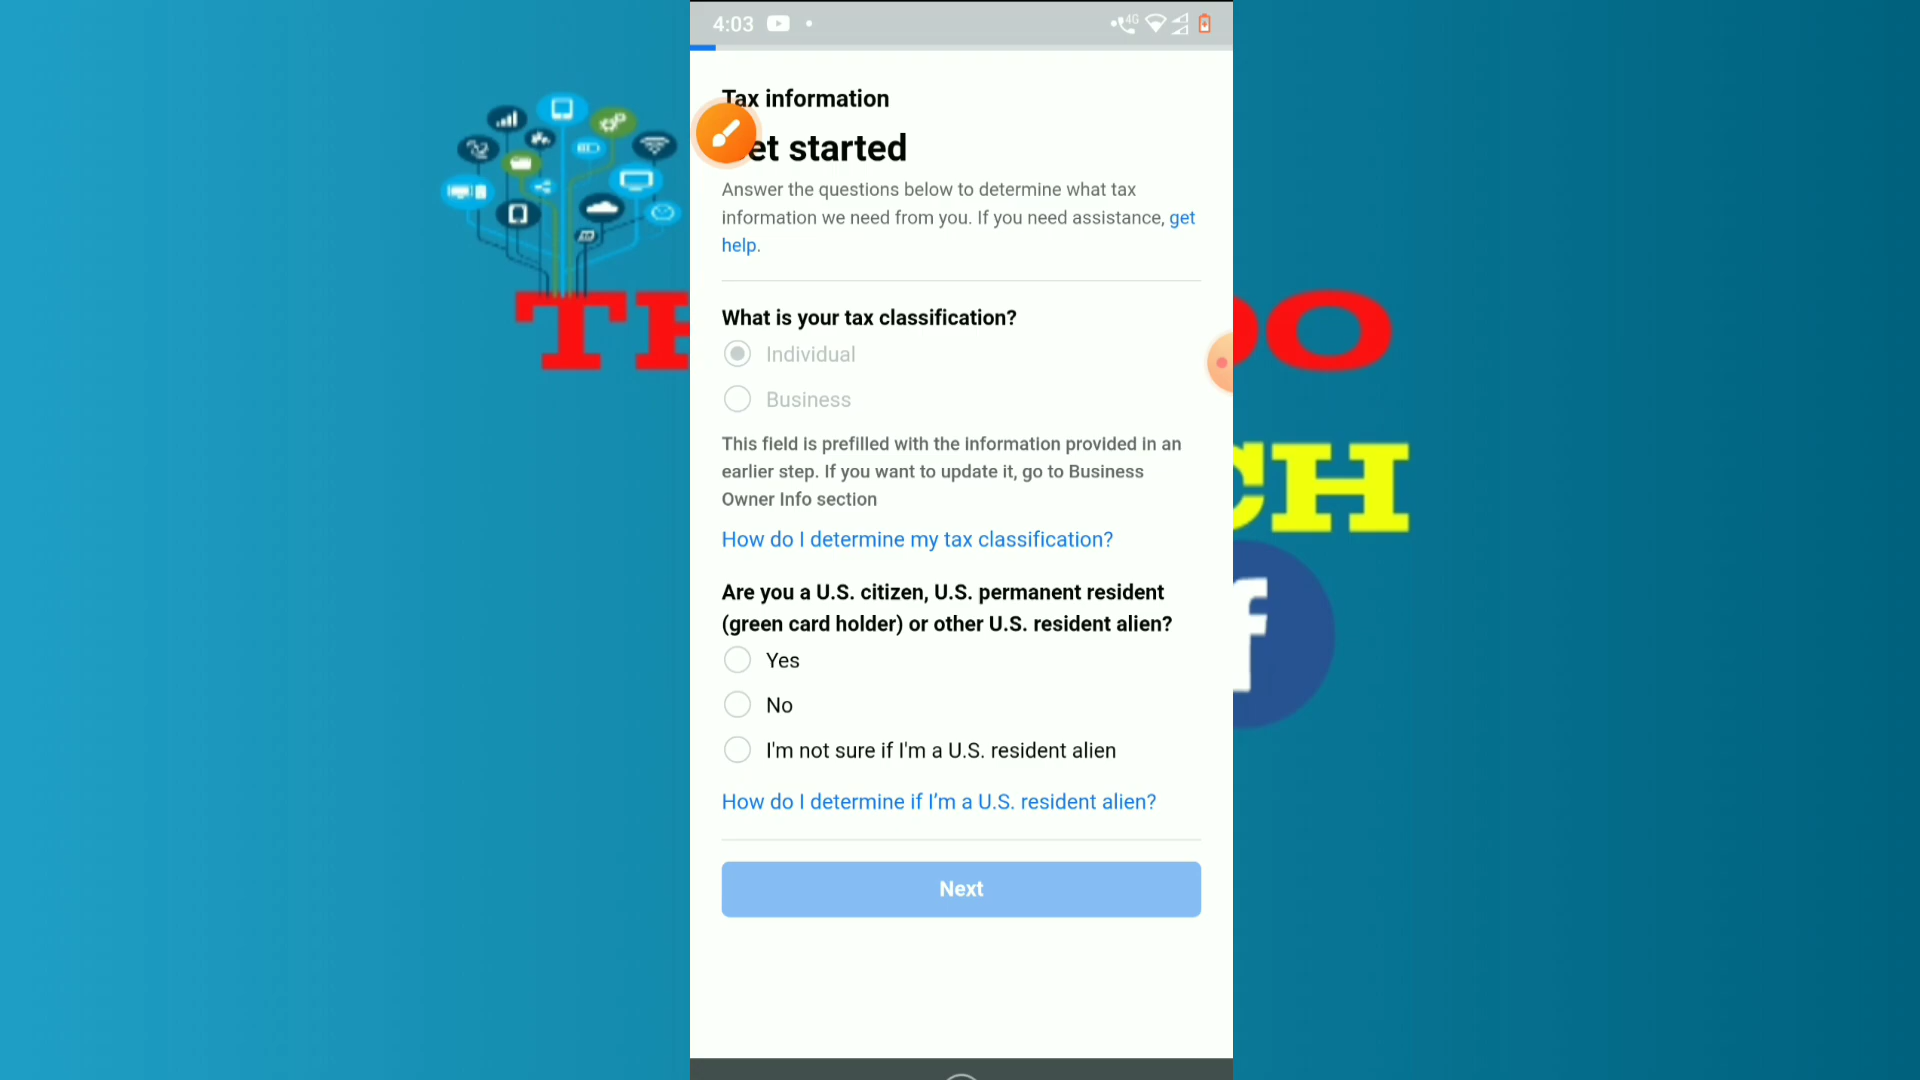 4:03
4G
Tax information
et started
Answer the questions below to determine what tax
information we need from you. If you need assistance, get
help.
What is your tax classification?
Individual
Business
This field is prefilled with the information provided in an
earlier step. If you want to update it, go to Business
Owner Info section
How do I determine my tax classification?
Are you a U.S. citizen, U.S. permanent resident
(green card holder) or other U.S. resident alien?
Yes
No
I'm not sure if I'm a U.S. resident alien
How do I determine if I’m a U.S. resident alien?
Next